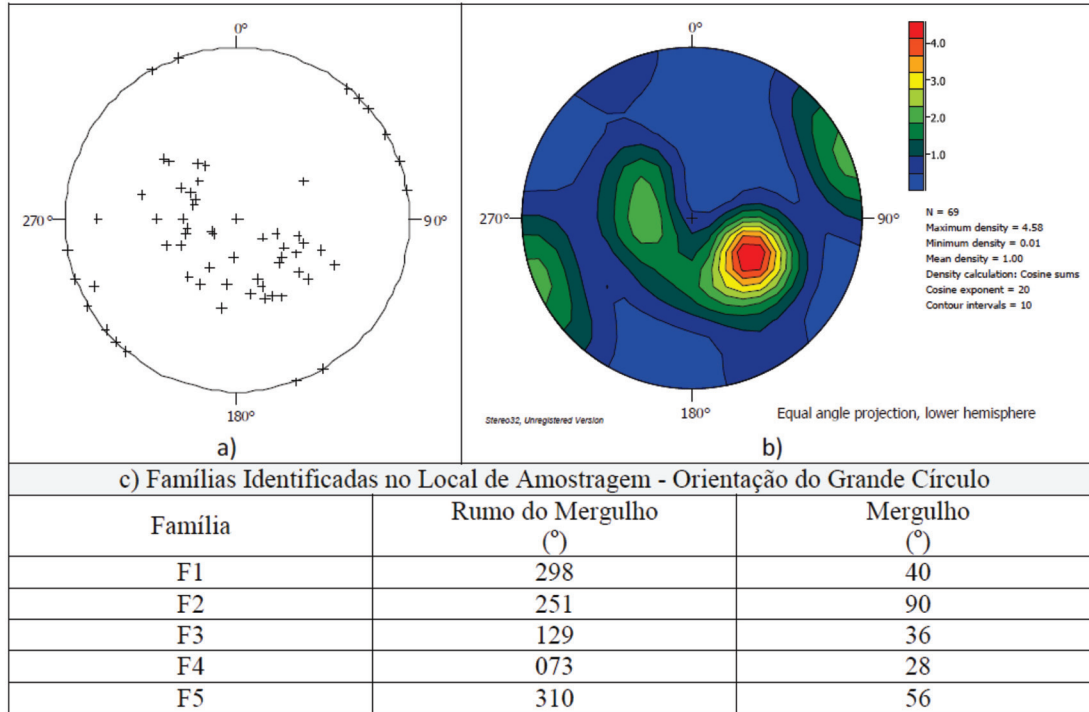 0°
270°
90°
180°
a)
0°
270°
90°
180°
4.0
3.0
2.0
1.0
N = 69
Maximum density = 4.58
Minimum density = 0.01
Mean density = 1.00
Density calculation: Cosine sums
Cosine exponent = 20
Contour intervals = 10
Stereo32, Unregistered Version
Equal angle projection, lower hemisphere
b)
c) Famílias Identificadas no Local de Amostragem - Orientação do Grande Círculo
Família Rumo do Mergulho (º) Mergulho (º)
F1 298 40
F2 251 90
F3 129 36
F4 073 28
F5 310 56